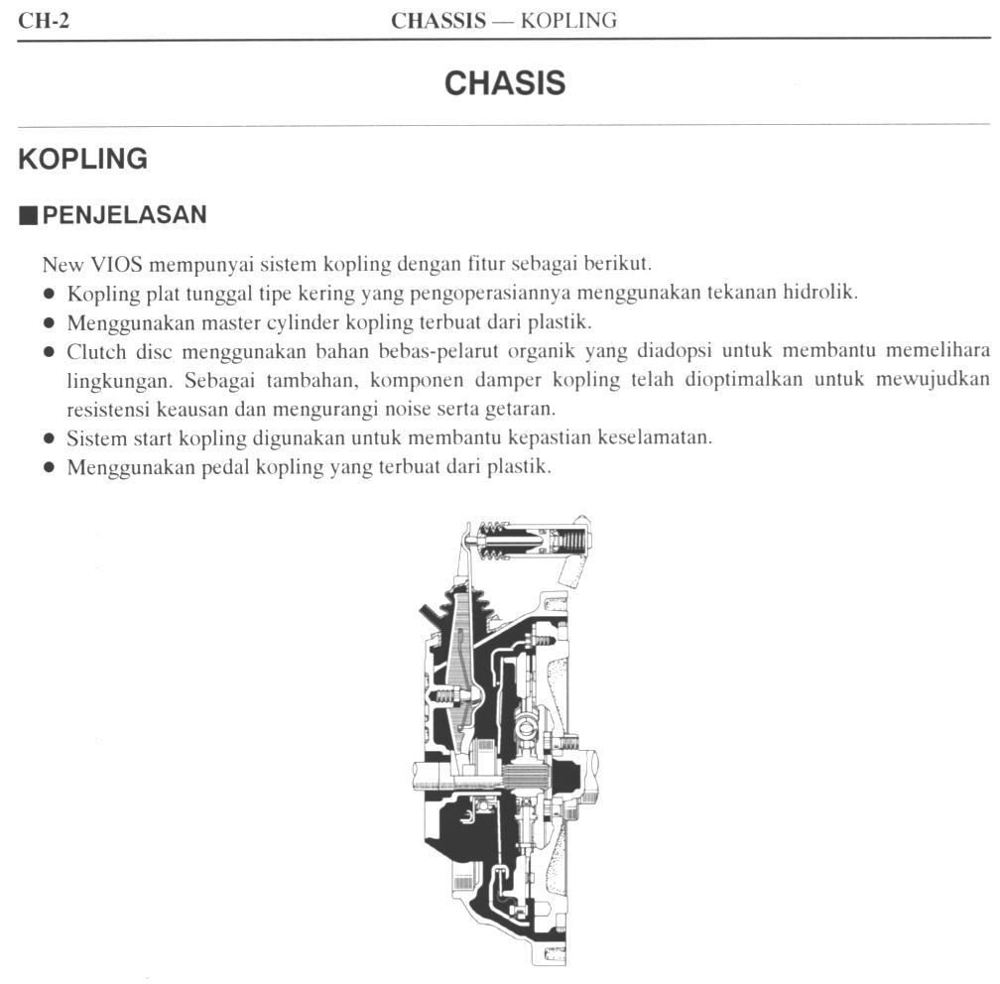 CH-2
CHASSIS — KOPLING
CHASIS
KOPLING
■PENJELASAN
New VIOS mempunyai sistem kopling dengan fitur sebagai berikut.
● Kopling plat tunggal tipe kering yang pengoperasiannya menggunakan tekanan hidrolik.
● Menggunakan master cylinder kopling terbuat dari plastik.
● Clutch disc menggunakan bahan bebas-pelarut organik yang diadopsi untuk membantu memelihara
lingkungan. Sebagai tambahan, komponen damper kopling telah dioptimalkan untuk mewujudkan
resistensi keausan dan mengurangi noise serta getaran.
● Sistem start kopling digunakan untuk membantu kepastian keselamatan.
● Menggunakan pedal kopling yang terbuat dari plastik.